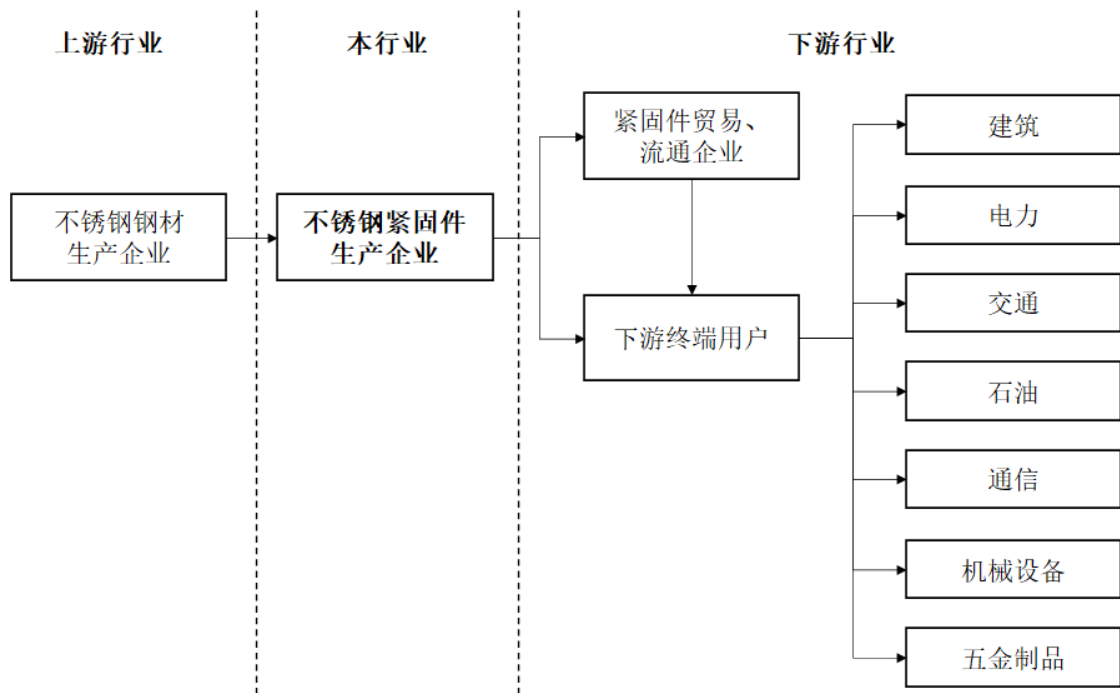 上游行业
本行业
下游行业
不锈钢钢材
生产企业
不锈钢紧固件
生产企业
紧固件贸易、
流通企业
下游终端用户
建筑
电力
交通
石油
通信
机械设备
五金制品